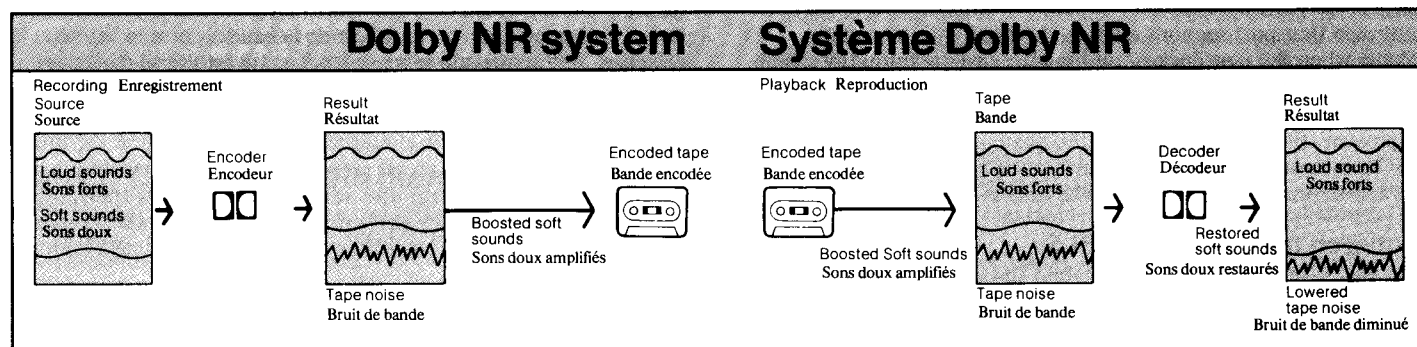 Dolby NR system Système Dolby NR
Recording Enregistrement
Source
Source
Loud sounds
Sons forts
Soft sounds
Sons doux
Encoder
Encodeur
Result
Résultat
Tape noise
Bruit de bande
Boosted soft
sounds
Sons doux amplifiés
Encoded tape
Bande encodée
Playback Reproduction
Encoded tape
Bande encodée
Boosted Soft sounds
Sons doux amplifiés
Tape
Bande
Loud sounds
Sons forts
Tape noise
Bruit de bande
Decoder
Décodeur
Restored
soft sounds
Sons doux restaurés
Result
Résultat
Loud sound
Sons forts
Lowered
tape noise
Bruit de bande diminué